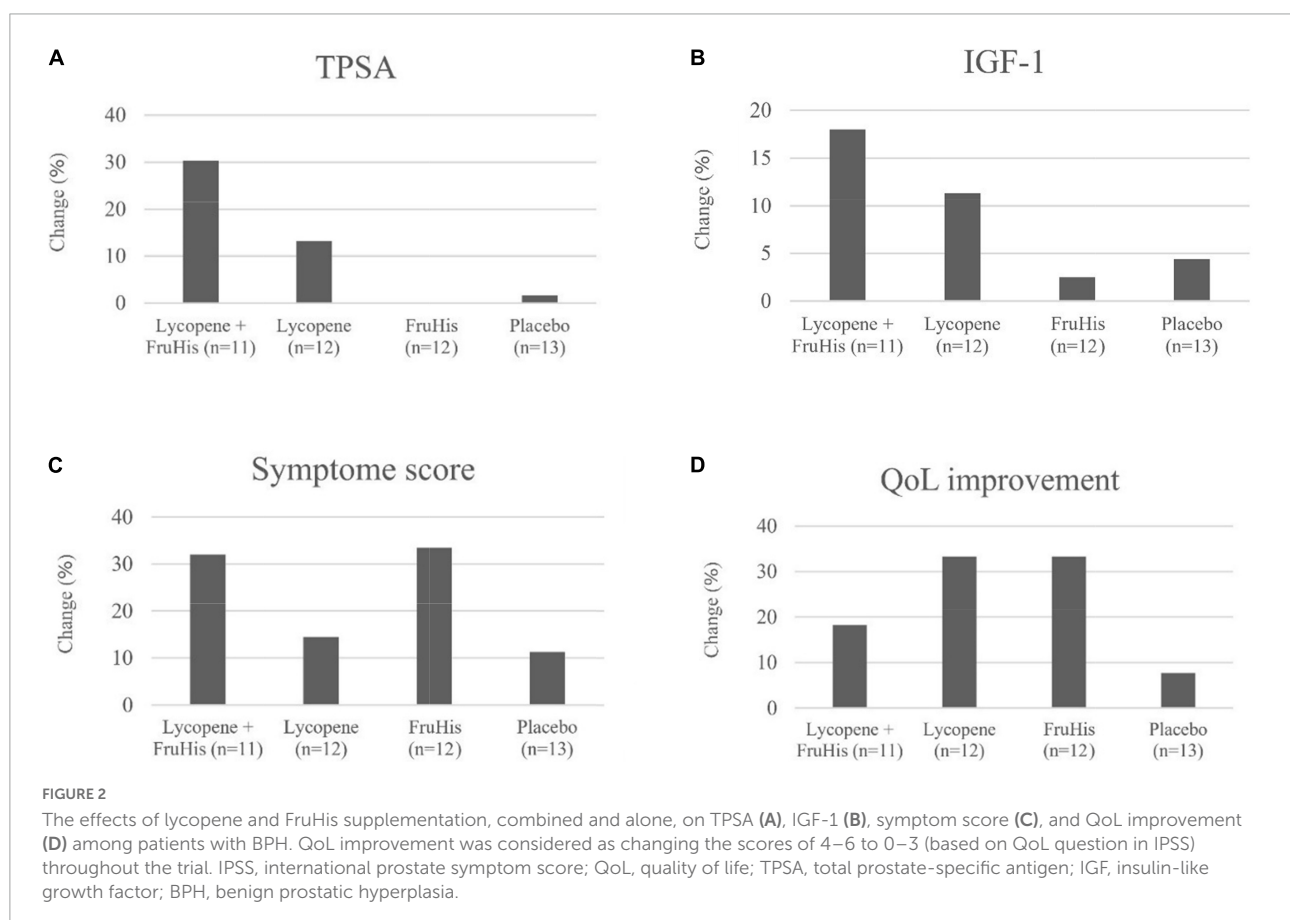 A
TPSA
Change (%)
40
30
20
10
0
Lycopene +
FruHis (n=11)
Lycopene
(n=12)
FruHis
(n=12)
Placebo
(n=13)
B
IGF-1
Change (%)
20
15
10
5
0
Lycopene +
FruHis (n=11)
Lycopene
(n=12)
FruHis
(n=12)
Placebo
(n=13)
C
Symptome score
Change (%)
40
30
20
10
0
Lycopene +
FruHis (n=11)
Lycopene
(n=12)
FruHis
(n=12)
Placebo
(n=13)
D
QoL improvement
Change (%)
40
30
20
10
0
Lycopene +
FruHis (n=11)
Lycopene
(n=12)
FruHis
(n=12)
Placebo
(n=13)
FIGURE 2
The effects of lycopene and FruHis supplementation, combined and alone, on TPSA (A), IGF-1 (B), symptom score (C), and QoL improvement
(D) among patients with BPH. QoL improvement was considered as changing the scores of 4–6 to 0–3 (based on QoL question in IPSS)
throughout the trial. IPSS, international prostate symptom score; QoL, quality of life; TPSA, total prostate-specific antigen; IGF, insulin-like
growth factor; BPH, benign prostatic hyperplasia.